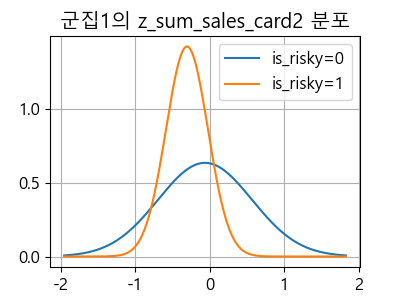 군집1의 z_sum_sales_card2 분포
is_risky=0
is_risky=1
1.0
0.5
0.0
-2 -1 0 1 2